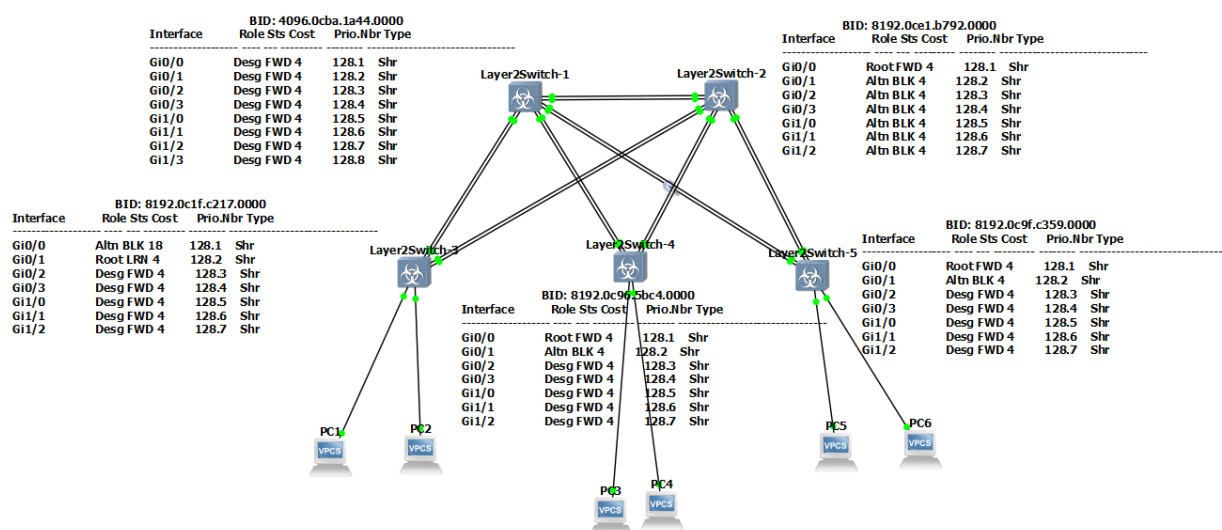 BID: 4096.0cba.1a44.0000
Interface Role Sts Cost Prio.Nbr Type
------------------- ---- --- --------- -------- --------------------------------
Gi0/0 Desg FWD 4 128.1 Shr
Gi0/1 Desg FWD 4 128.2 Shr
Gi0/2 Desg FWD 4 128.3 Shr
Gi0/3 Desg FWD 4 128.4 Shr
Gi1/0 Desg FWD 4 128.5 Shr
Gi1/1 Desg FWD 4 128.6 Shr
Gi1/2 Desg FWD 4 128.7 Shr
Gi1/3 Desg FWD 4 128.8 Shr
BID: 8192.0ce1.b792.0000
Interface Role Sts Cost Prio.Nbr Type
------------------- ---- --- --------- -------- --------------------------------
Gi0/0 Root FWD 4 128.1 Shr
Gi0/1 Altn BLK 4 128.2 Shr
Gi0/2 Altn BLK 4 128.3 Shr
Gi0/3 Altn BLK 4 128.4 Shr
Gi1/0 Altn BLK 4 128.5 Shr
Gi1/1 Altn BLK 4 128.6 Shr
Gi1/2 Altn BLK 4 128.7 Shr
Layer2Switch-1
Layer2Switch-2
BID: 8192.0c1f.c217.0000
Interface Role Sts Cost Prio.Nbr Type
------------------- ---- --- --------- -------- --------------------------------
Gi0/0 Altn BLK 18 128.1 Shr
Gi0/1 Root LRN 4 128.2 Shr
Gi0/2 Desg FWD 4 128.3 Shr
Gi0/3 Desg FWD 4 128.4 Shr
Gi1/0 Desg FWD 4 128.5 Shr
Gi1/1 Desg FWD 4 128.6 Shr
Gi1/2 Desg FWD 4 128.7 Shr
Layer2Switch-3
Layer2Switch-4
Layer2Switch-5
BID: 8192.0c9f.c359.0000
Interface Role Sts Cost Prio.Nbr Type
------------------- ---- --- --------- -------- --------------------------------
Gi0/0 Root FWD 4 128.1 Shr
Gi0/1 Altn BLK 4 128.2 Shr
Gi0/2 Desg FWD 4 128.3 Shr
Gi0/3 Desg FWD 4 128.4 Shr
Gi1/0 Desg FWD 4 128.5 Shr
Gi1/1 Desg FWD 4 128.6 Shr
Gi1/2 Desg FWD 4 128.7 Shr
BID: 8192.0c96.5bc4.0000
Interface Role Sts Cost Prio.Nbr Type
------------------- ---- --- --------- -------- --------------------------------
Gi0/0 Root FWD 4 128.1 Shr
Gi0/1 Altn BLK 4 128.2 Shr
Gi0/2 Desg FWD 4 128.3 Shr
Gi0/3 Desg FWD 4 128.4 Shr
Gi1/0 Desg FWD 4 128.5 Shr
Gi1/1 Desg FWD 4 128.6 Shr
Gi1/2 Desg FWD 4 128.7 Shr
PC1
VPCS
PC2
VPCS
PC3
VPCS
PC4
VPCS
PC5
VPCS
PC6
VPCS